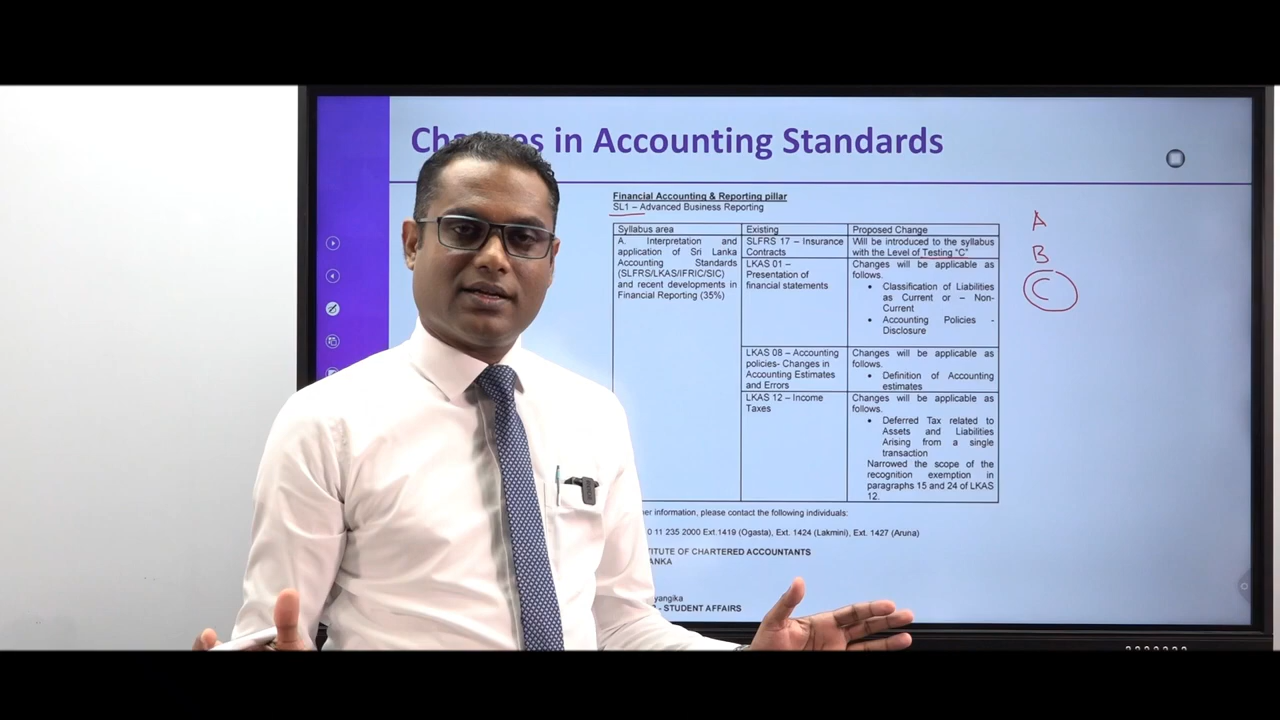 Changes in Accounting Standards
Financial Accounting & Reporting pillar
SL1 – Advanced Business Reporting
Syllabus area
Existing
Proposed Change
A. Interpretation and
application of Sri Lanka
Accounting Standards
(SLFRS/LKAS/IFRIC/SIC)
and recent developments in
Financial Reporting (35%)
SLFRS 17 – Insurance
Contracts
Will be introduced to the syllabus
with the Level of Testing "C"
LKAS 01 –
Presentation of
financial statements
Changes will be applicable as
follows.
• Classification of Liabilities
as Current or – Non-
Current
• Accounting Policies -
Disclosure
LKAS 08 – Accounting
policies- Changes in
Accounting Estimates
and Errors
Changes will be applicable as
follows.
• Definition of Accounting
estimates
LKAS 12 – Income
Taxes
Changes will be applicable as
follows.
• Deferred Tax related to
Assets and Liabilities
Arising from a single
transaction
Narrowed the scope of the
recognition exemption in
paragraphs 15 and 24 of LKAS
12.
A
B
C
her information, please contact the following individuals:
0 11 235 2000 Ext.1419 (Ogasta), Ext. 1424 (Lakmini), Ext. 1427 (Aruna)
TITUTE OF CHARTERED ACCOUNTANTS
ANKA
yangika
- STUDENT AFFAIRS